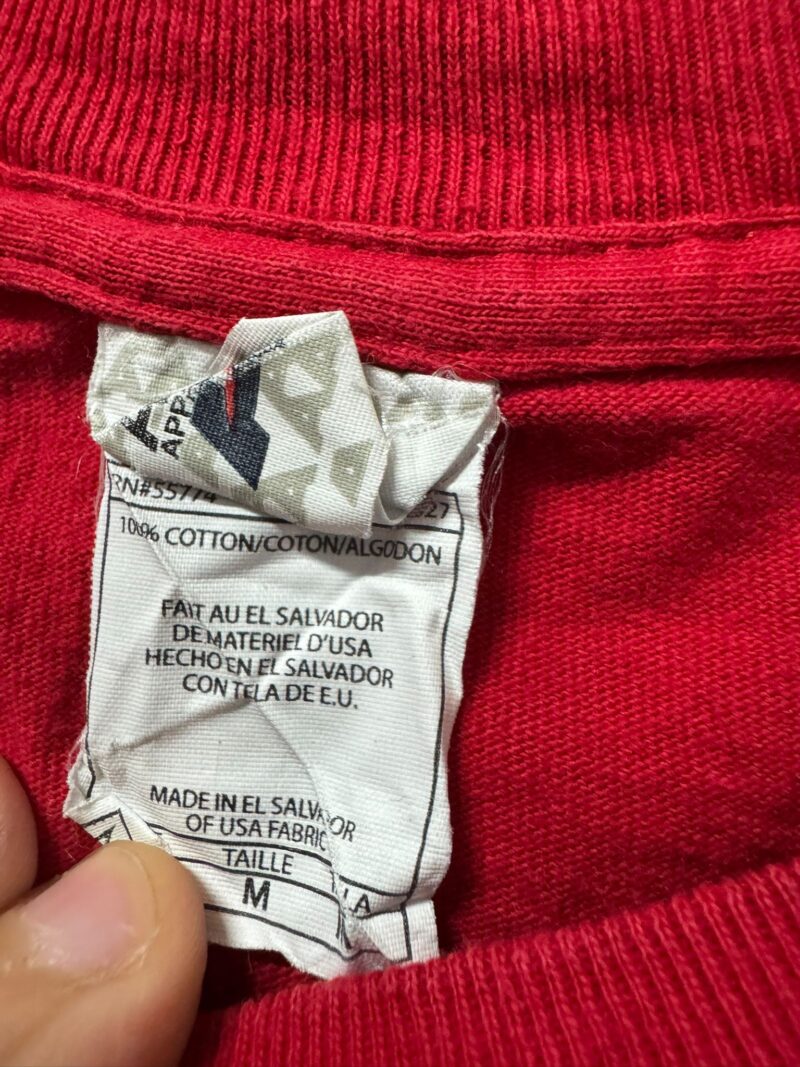 RN#55774
100% COTTON/COTON/ALGODON
FAIT AU EL SALVADOR
DE MATERIEL D'USA
HECHO EN EL SALVADOR
CON TELA DE E.U.
MADE IN EL SALVADOR
OF USA FABRIC
TAILLE
M